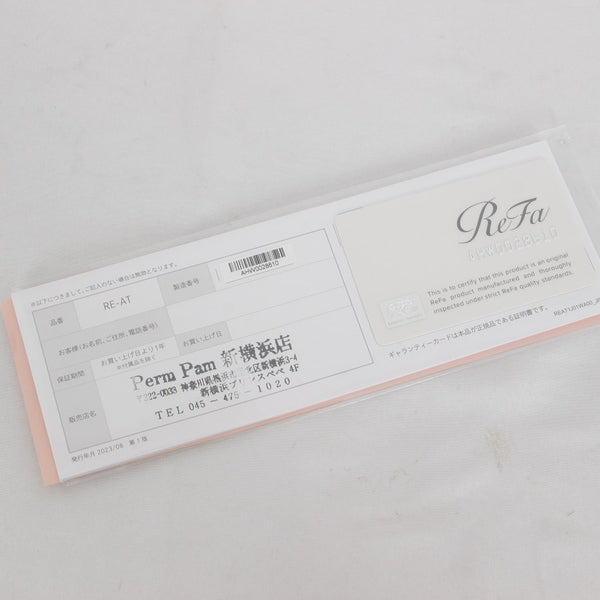 ※以下につきまして、ご記入のない場合は無効となります。
品番
RE-AT
製造番号
AHW0028610
お客様（お名前、ご住所、電話番号）
保証期間
お買い上げ日より1年
お買い上げ日
販売店名
Perm Pam 新横浜店
〒222-0033 神奈川県横浜市港北区新横浜3-4
新横浜プリンスペペ 4F
TEL 045-475-1020
発行年月 2023/08 第1版
ReFa
AHW0028610
This is to certify that this product is an original
ReFa product manufactured and thoroughly
inspected under strict ReFa quality standards.
ギャランティーカードは本品が正規品である証明書です。